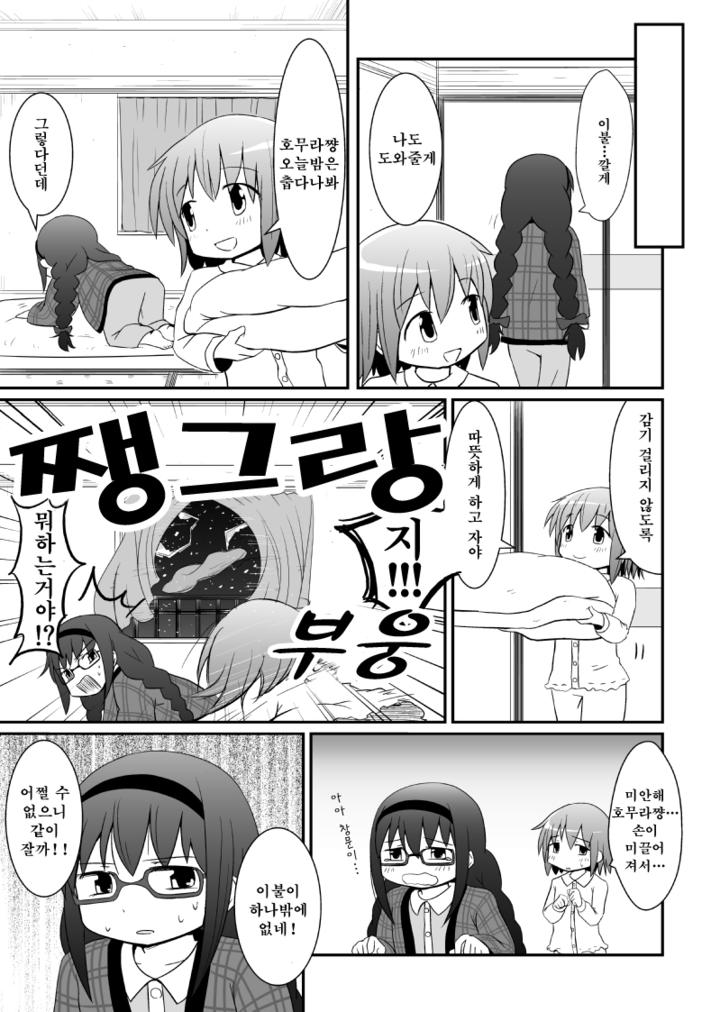 이불…깔게
나도
도와줄게
호무라쨩
오늘밤은
춥다나봐
그렇다던데
감기 걸리지 않도록
따뜻하게 하고 자야
지!!!
쨍그랑
부웅
뭐하는거야!?
미안해
호무라쨩…
손이
미끌어
져서…
아아 창문이…
이불이
하나밖에
없네!
어쩔 수
없으니
같이
잘까!!